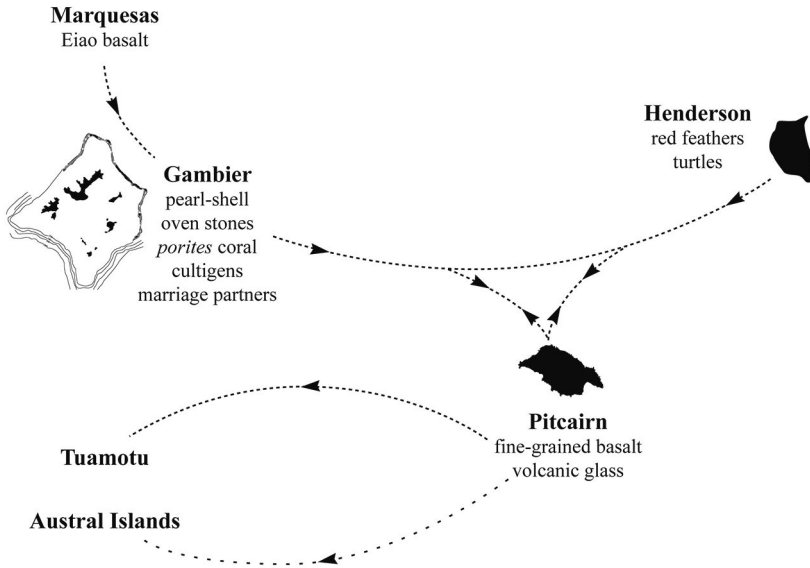 Marquesas
Eiao basalt
Henderson
red feathers
turtles
Gambier
pearl-shell
oven stones
porites coral
cultigens
marriage partners
Pitcairn
fine-grained basalt
volcanic glass
Tuamotu
Austral Islands